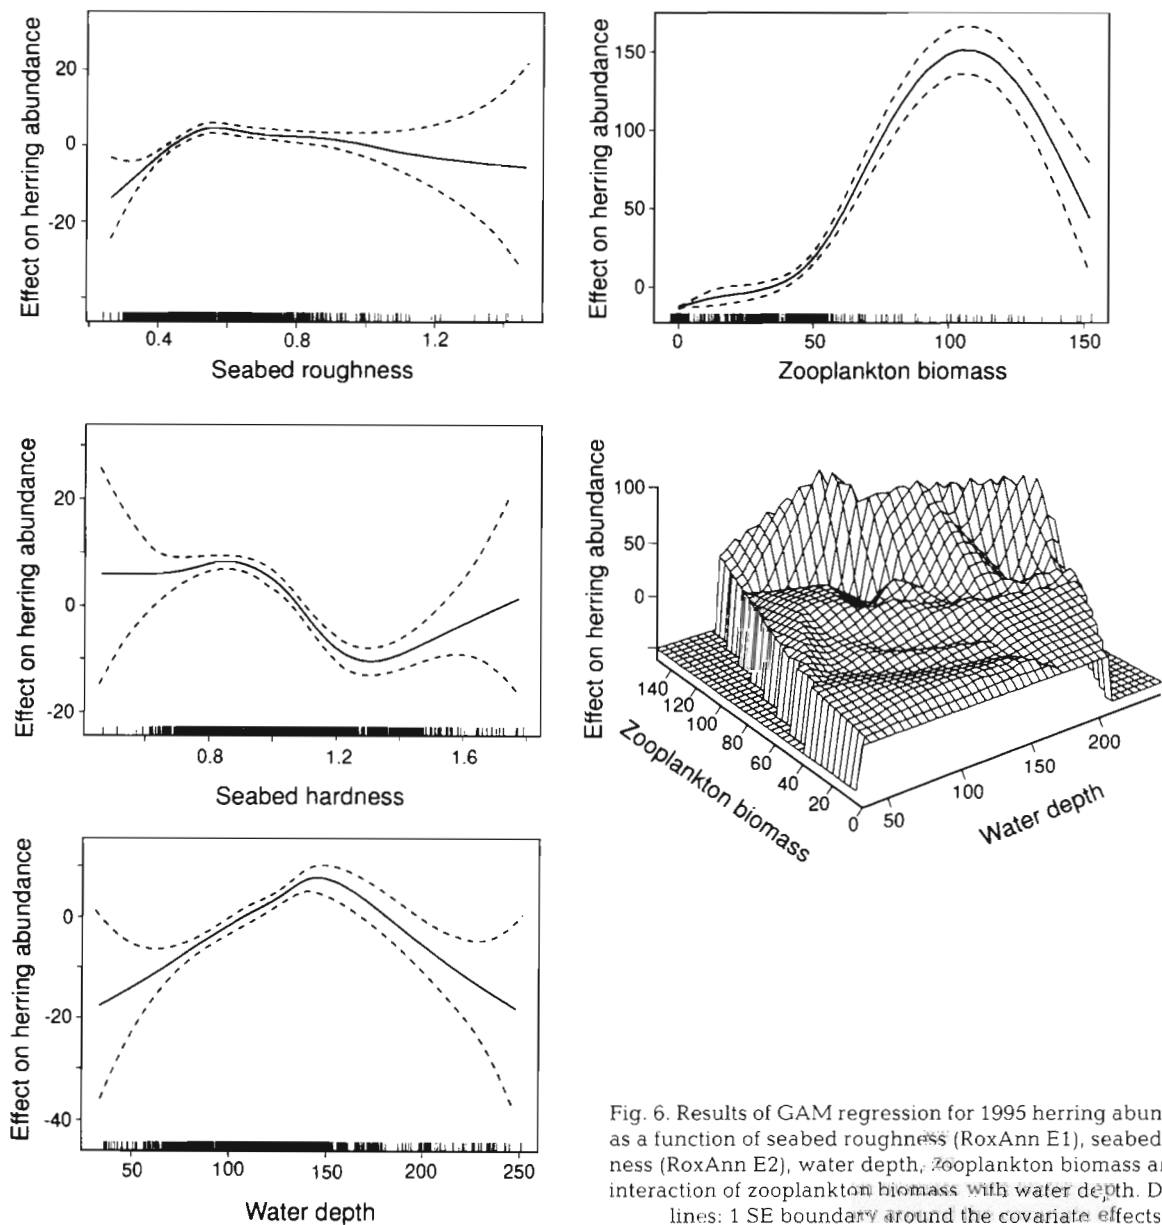 Effect on herring abundance
20
0
-20
0.4 0.8 1.2
Seabed roughness
Effect on herring abundance
150
100
50
0
0 50 100 150
Zooplankton biomass
Effect on herring abundance
20
0
-20
0.8 1.2 1.6
Seabed hardness
Effect on herring abundance
100
50
0
140 120 100 80 60 40 20 0
Zooplankton biomass
50 100 150 200
Water depth
Effect on herring abundance
0
-20
-40
50 100 150 200 250
Water depth
Fig. 6. Results of GAM regression for 1995 herring abun
as a function of seabed roughness (RoxAnn E1), seabed
ness (RoxAnn E2), water depth, zooplankton biomass a
interaction of zooplankton biomass with water depth. D
lines: 1 SE boundary around the covariate effects